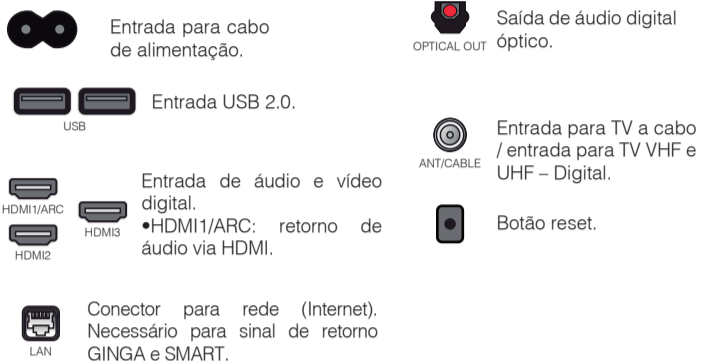 Entrada para cabo
de alimentação.
USB
Entrada USB 2.0.
HDMI1/ARC
HDMI2
HDMI3
Entrada de áudio e vídeo
digital.
•HDMI1/ARC: retorno de
áudio via HDMI.
LAN
Conector para rede (Internet).
Necessário para sinal de retorno
GINGA e SMART.
OPTICAL OUT
Saída de áudio digital
óptico.
ANT/CABLE
Entrada para TV a cabo
/ entrada para TV VHF e
UHF – Digital.
Botão reset.